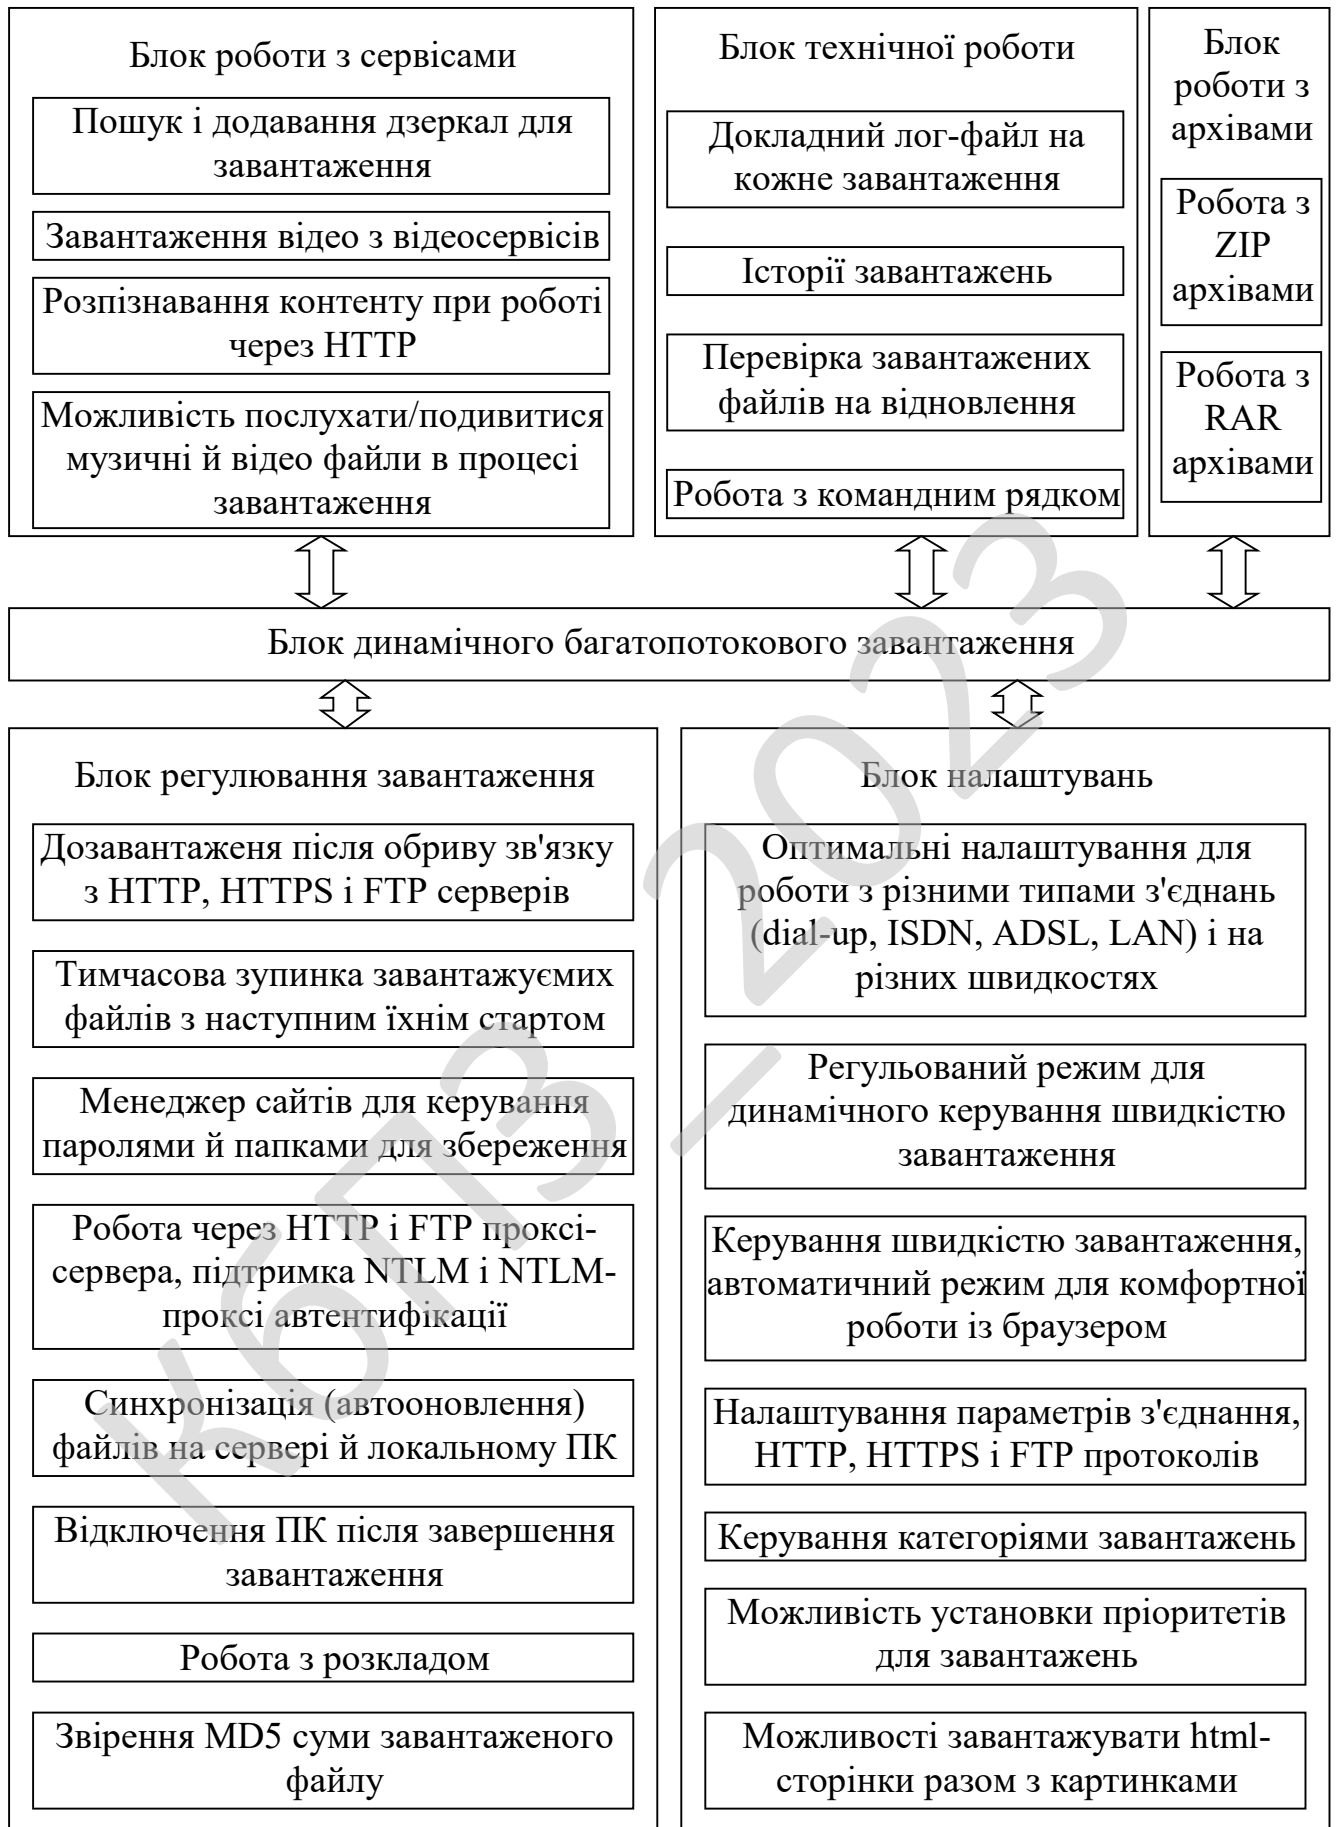 Блок роботи з сервісами
Пошук і додавання дзеркал для
завантаження
Завантаження відео з відеосервісів
Розпізнавання контенту при роботі
через HTTP
Можливість послухати/подивитися
музичні й відео файли в процесі
завантаження
Блок технічної роботи
Докладний лог-файл на
кожне завантаження
Історії завантажень
Перевірка завантажених
файлів на відновлення
Робота з командним рядком
Блок
роботи з
архівами
Робота з
ZIP
архівами
Робота з
RAR
архівами
Блок динамічного багатопотокового завантаження
Блок регулювання завантаження
Дозавантаженя після обриву зв'язку
з HTTP, HTTPS і FTP серверів
Тимчасова зупинка завантажуємих
файлів з наступним їхнім стартом
Менеджер сайтів для керування
паролями й папками для збереження
Робота через HTTP і FTP проксі-
сервера, підтримка NTLM і NTLM-
проксі автентифікації
Синхронізація (автооновлення)
файлів на сервері й локальному ПК
Відключення ПК після завершення
завантаження
Робота з розкладом
Звірення MD5 суми завантаженого
файлу
Блок налаштувань
Оптимальні налаштування для
роботи з різними типами з'єднань
(dial-up, ISDN, ADSL, LAN) і на
різних швидкостях
Регульований режим для
динамічного керування швидкістю
завантаження
Керування швидкістю завантаження,
автоматичний режим для комфортної
роботи із браузером
Налаштування параметрів з'єднання,
HTTP, HTTPS і FTP протоколів
Керування категоріями завантажень
Можливість установки пріоритетів
для завантажень
Можливості завантажувати html-
сторінки разом з картинками
КбПЗ_2023